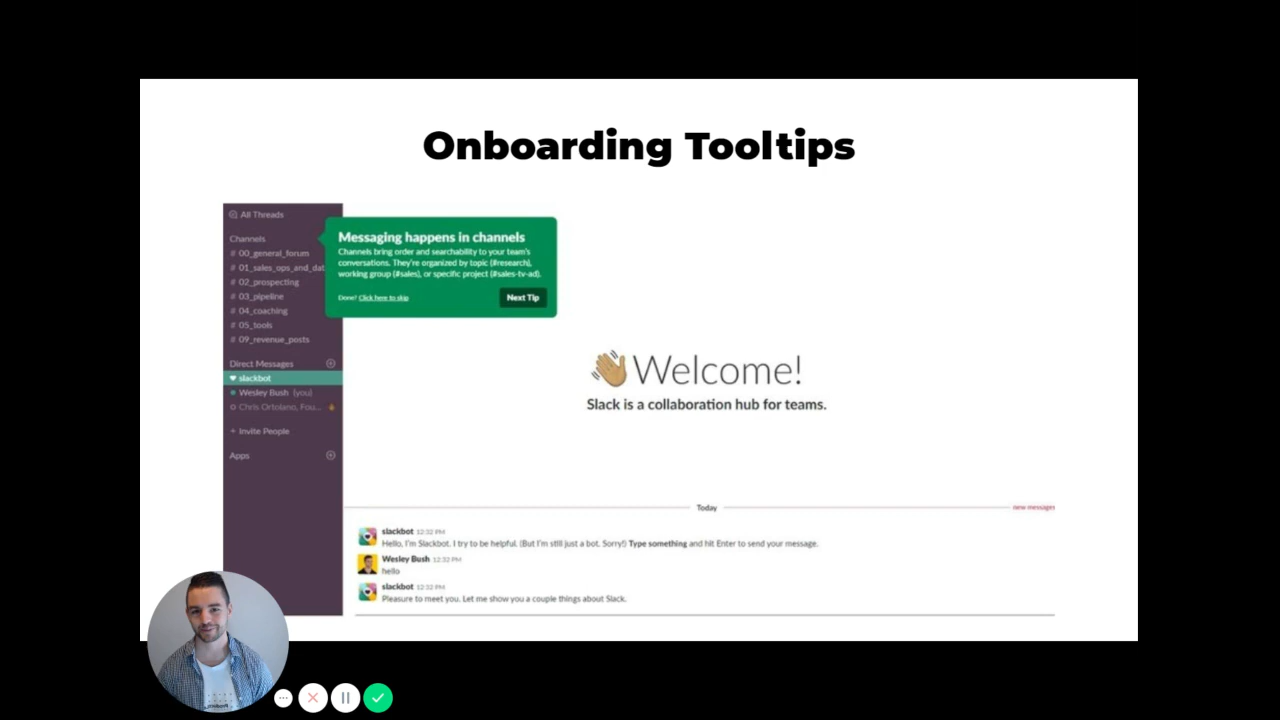 Onboarding Tooltips
All Threads
Channels
# 00_general_forum
# 01_sales_ops_and_dat
# 02_prospecting
# 03_pipeline
# 04_coaching
# 05_tools
# 09_revenue_posts
Direct Messages
slackbot
Wesley Bush (you)
Chris Ortolano, Fou...
+ Invite People
Apps
Messaging happens in channels
Channels bring order and searchability to your team's
conversations. They're organized by topic (#research),
working group (#sales), or specific project (#sales-tv-ad).
Done? Click here to skip
Next Tip
Welcome!
Slack is a collaboration hub for teams.
Today
new messages
slackbot 12:32 PM
Hello, I'm Slackbot. I try to be helpful. (But I'm still just a bot. Sorry!) Type something and hit Enter to send your message.
Wesley Bush 12:32 PM
hello
slackbot 12:32 PM
Pleasure to meet you. Let me show you a couple things about Slack.